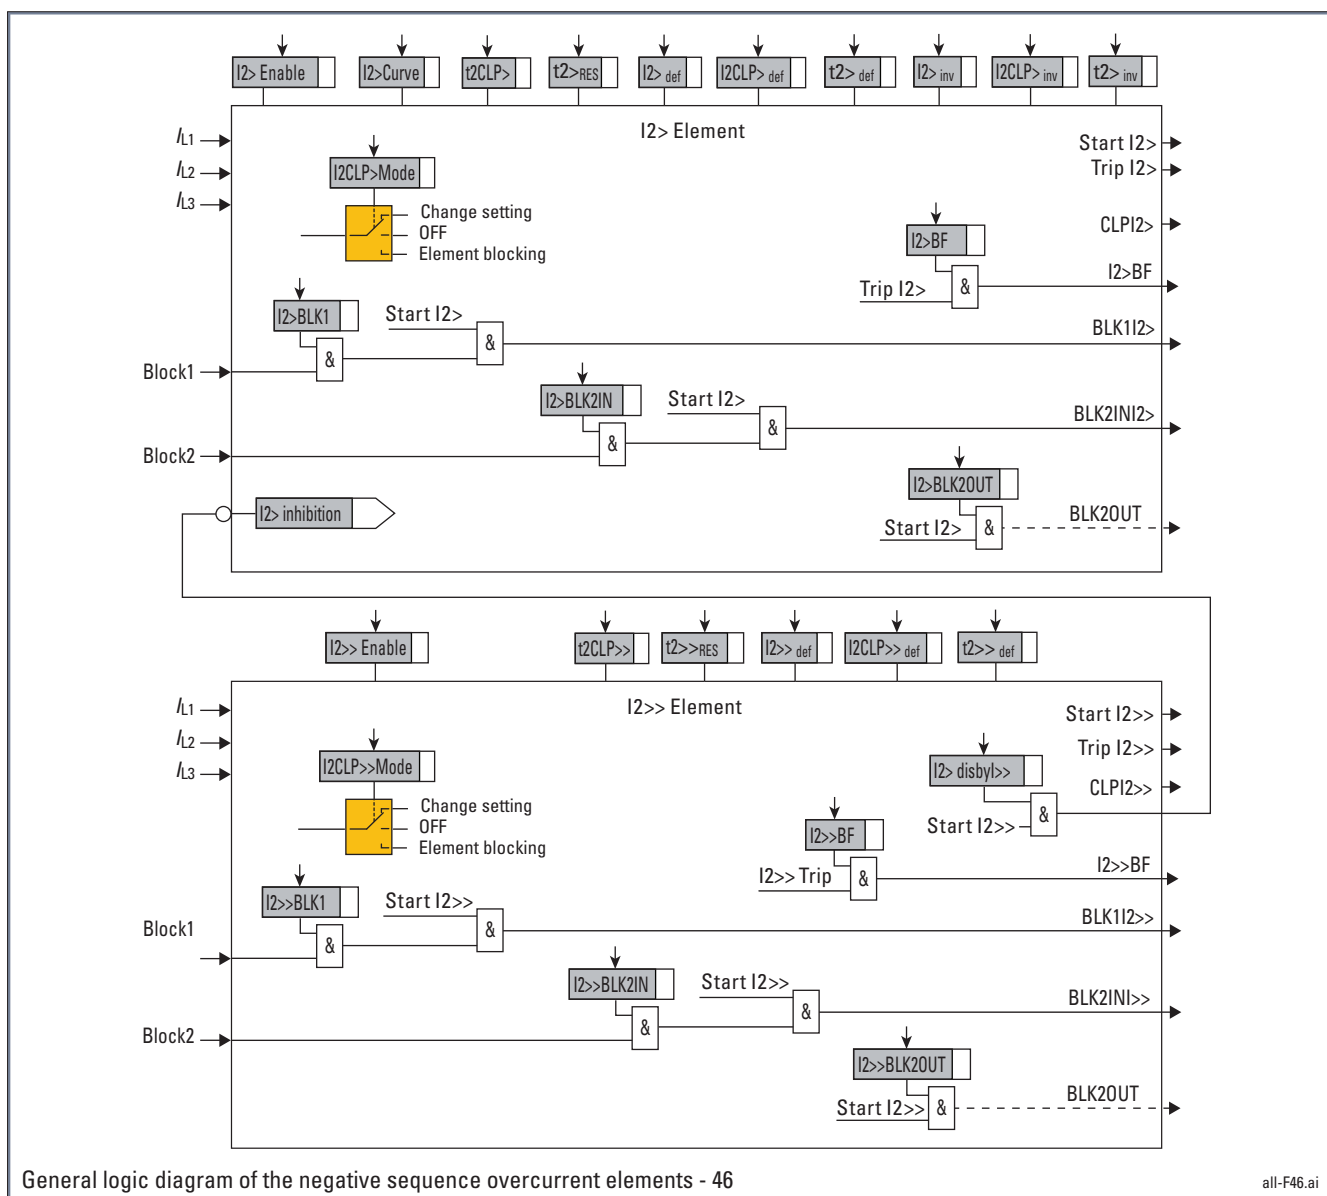 I2> Enable I2>Curve t2CLP> t2>RES I2> def I2CLP> def t2> def I2> inv I2CLP> inv t2> inv
I2> Element
IL1
IL2
IL3
Start I2>
Trip I2>
I2CLP>Mode
Change setting
OFF
Element blocking
CLPI2>
I2>BF
Trip I2> & I2>BF
I2>BLK1 Start I2> & BLK1I2>
&
Block1
I2>BLK2IN Start I2> & BLK2INI2>
&
Block2
I2>BLK2OUT
I2> inhibition
Start I2> & BLK2OUT
I2>> Enable t2CLP>> t2>>RES I2>> def I2CLP>> def t2>> def
I2>> Element
IL1
IL2
IL3
Start I2>>
Trip I2>>
I2CLP>>Mode
Change setting
OFF
Element blocking
I2> disbyI>>
CLPI2>>
Start I2>> &
I2>>BF
I2>> Trip & I2>>BF
I2>>BLK1 Start I2>> & BLK1I2>>
Block1 &
I2>>BLK2IN Start I2>> & BLK2INI>>
&
Block2
I2>>BLK2OUT
Start I2>> & BLK2OUT
General logic diagram of the negative sequence overcurrent elements - 46
all-F46.ai